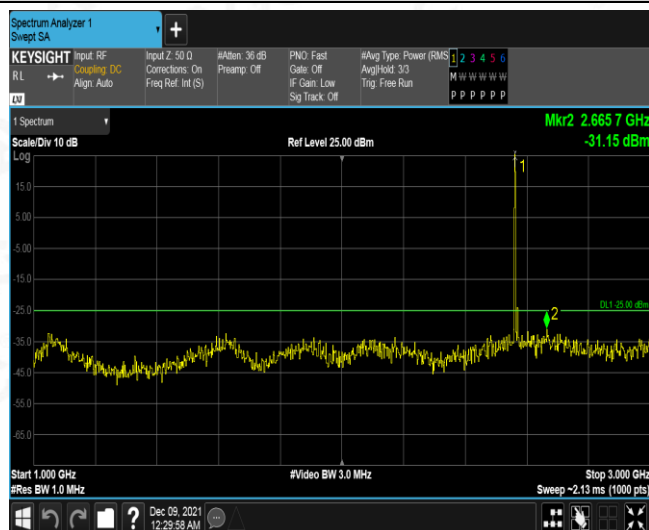 Spectrum Analyzer 1
Swept SA
+
KEYSIGHT Input: RF Input Z: 50 Ω #Atten: 36 dB PNO: Fast #Avg Type: Power (RMS 1 2 3 4 5 6
RL Coupling: DC Corrections: On Preamp: Off Gate: Off Avg|Hold: 3/3 M W W W W W
Align: Auto Freq Ref: Int (S) IF Gain: Low Trig: Free Run
LXI Sig Track: Off P P P P P P
1 Spectrum Mkr2 2.665 7 GHz
Scale/Div 10 dB Ref Level 25.00 dBm -31.15 dBm
Log
1
15.0
5.00
-5.00
-15.0
DL1 -25.00 dBm
-25.0 2
-35.0
-45.0
-55.0
-65.0
Start 1.000 GHz #Video BW 3.0 MHz Stop 3.000 GHz
#Res BW 1.0 MHz Sweep ~2.13 ms (1000 pts)
? Dec 09, 2021
12:29:58 AM